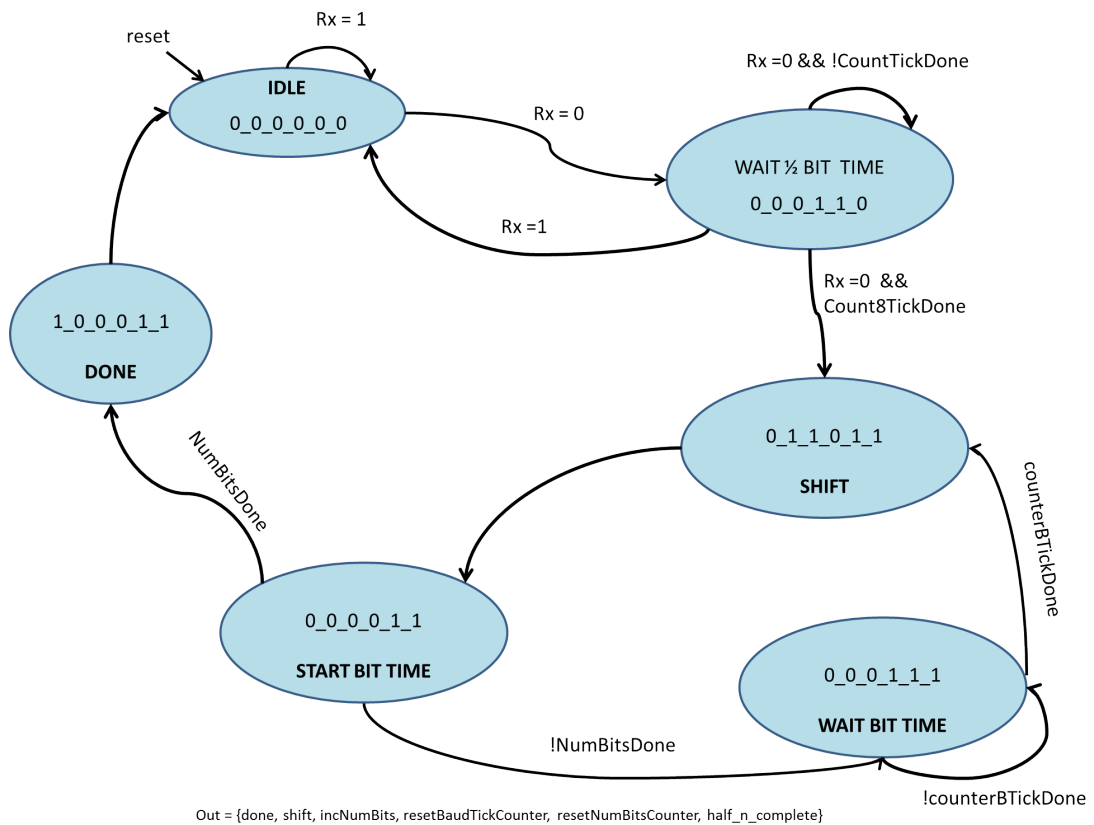 Rx = 1
reset
IDLE
0_0_0_0_0_0
Rx = 0
Rx =0 && !CountTickDone
WAIT ½ BIT  TIME
0_0_0_1_1_0
Rx =1
Rx =0  &&
Count8TickDone
1_0_0_0_1_1
DONE
0_1_1_0_1_1
SHIFT
NumBitsDone
counterBTickDone
0_0_0_0_1_1
START BIT TIME
0_0_0_1_1_1
WAIT BIT TIME
!NumBitsDone
!counterBTickDone
Out = {done, shift, incNumBits, resetBaudTickCounter, resetNumBitsCounter, half_n_complete}